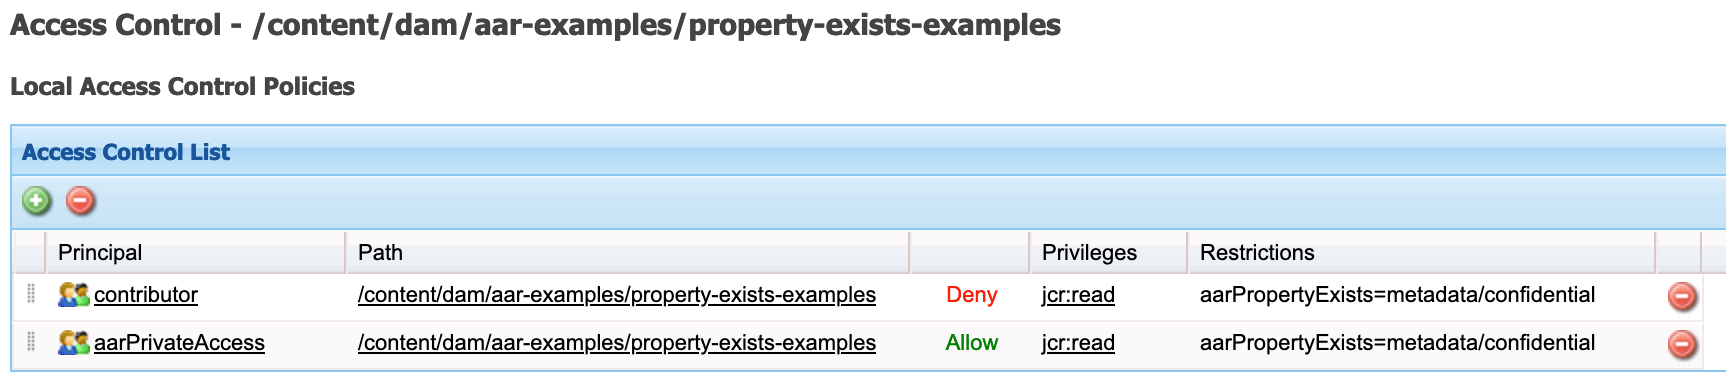 Access Control - /content/dam/aar-examples/property-exists-examples
Local Access Control Policies
Access Control List
Principal Path Privileges Restrictions
contributor /content/dam/aar-examples/property-exists-examples Deny jcr:read aarPropertyExists=metadata/confidential
aarPrivateAccess /content/dam/aar-examples/property-exists-examples Allow jcr:read aarPropertyExists=metadata/confidential